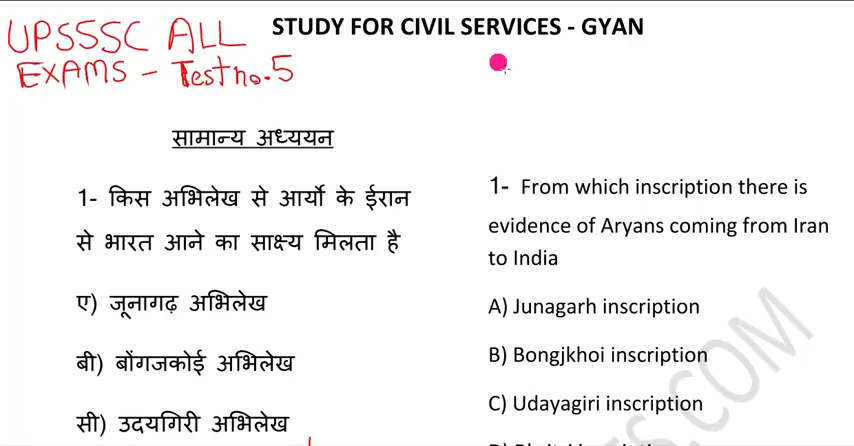 STUDY FOR CIVIL SERVICES - GYAN
UPSSSC ALL
EXAMS - Test no. 5
सामान्य अध्ययन
1- किस अभिलेख से आर्यो के ईरान
से भारत आने का साक्ष्य मिलता है
ए) जूनागढ़ अभिलेख
बी) बोंगजकोई अभिलेख
सी) उदयगिरी अभिलेख
1- From which inscription there is
evidence of Aryans coming from Iran
to India
A) Junagarh inscription
B) Bongjkhoi inscription
C) Udayagiri inscription